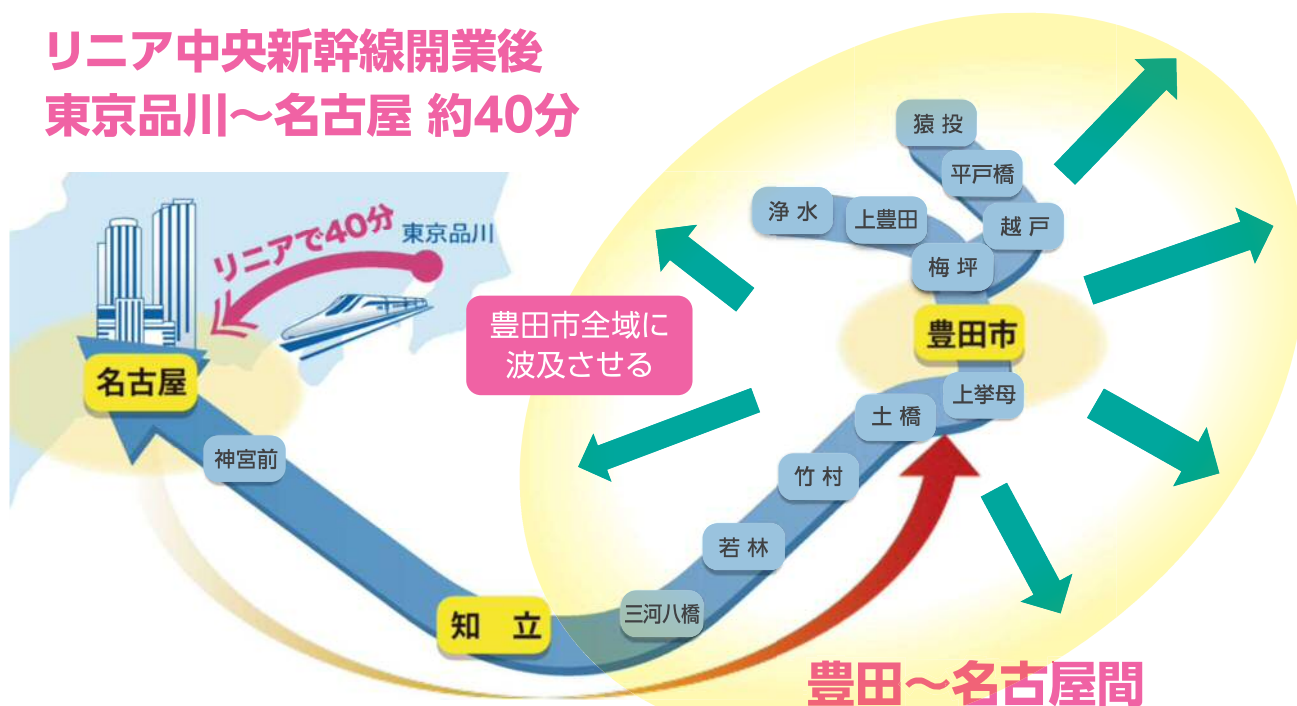 リニア中央新幹線開業後
東京品川～名古屋 約40分
リニアで40分
東京品川
猿投
平戸橋
浄水
上豊田
越戸
梅坪
豊田市全域に
波及させる
豊田市
名古屋
上挙母
土橋
神宮前
竹村
若林
三河八橋
知立
豊田～名古屋間